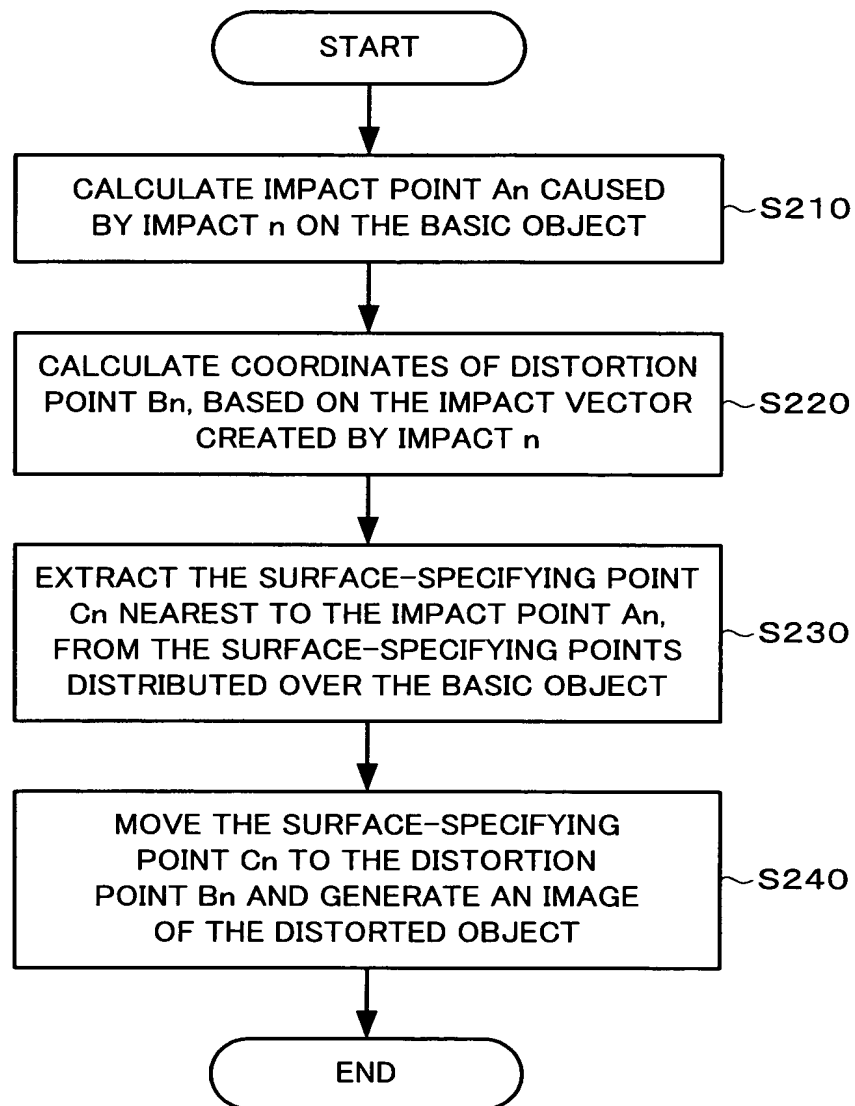 START
CALCULATE IMPACT POINT An CAUSED
BY IMPACT n ON THE BASIC OBJECT
S210
CALCULATE COORDINATES OF DISTORTION
POINT Bn, BASED ON THE IMPACT VECTOR
CREATED BY IMPACT n
S220
EXTRACT THE SURFACE-SPECIFYING POINT
Cn NEAREST TO THE IMPACT POINT An,
FROM THE SURFACE-SPECIFYING POINTS
DISTRIBUTED OVER THE BASIC OBJECT
S230
MOVE THE SURFACE-SPECIFYING
POINT Cn TO THE DISTORTION
POINT Bn AND GENERATE AN IMAGE
OF THE DISTORTED OBJECT
S240
END